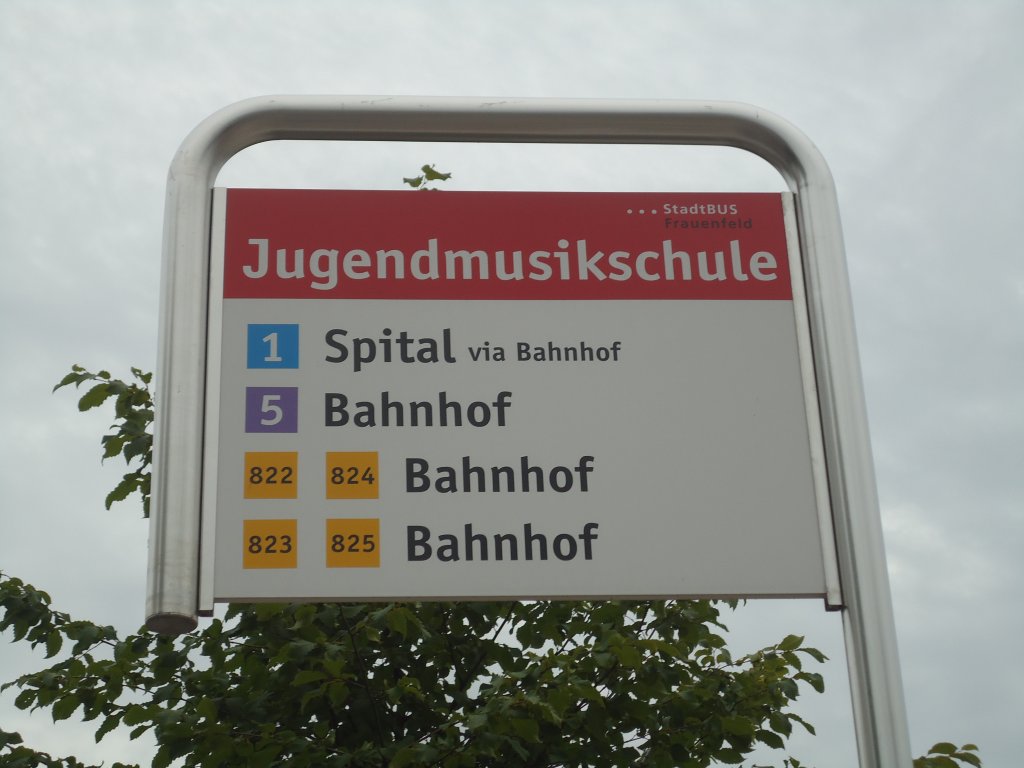 ...StadtBUS
Frauenfeld
Jugendmusikschule
1 Spital via Bahnhof
5 Bahnhof
822 824 Bahnhof
823 825 Bahnhof